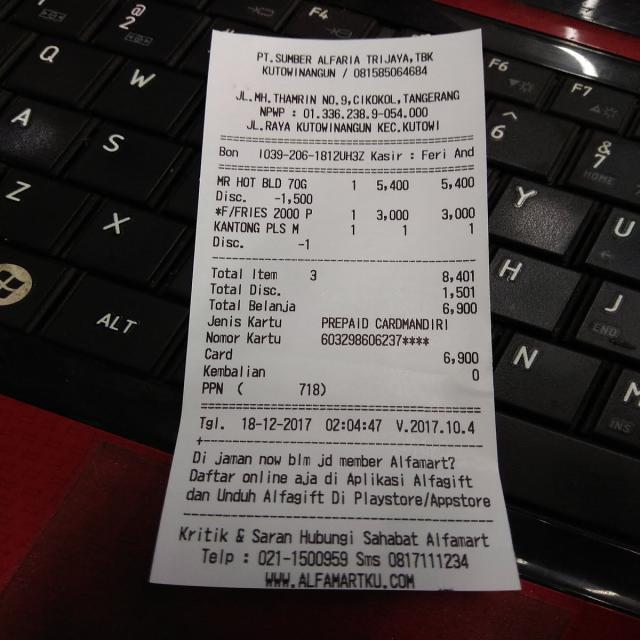 PT.SUMBER ALFARIA TRIJAYA,TBK
KUTOWINANGUN / 081585064684
JL.MH.THAMRIN NO.9,CIKOKOL,TANGERANG
NPWP : 01.336.238.9-054.000
JL.RAYA KUTOWINANGUN KEC.KUTOWI
Bon IO39-206-1812UH3Z Kasir : Feri And
MR HOT BLD 70G 1 5,400 5,400
Disc. -1,500
*F/FRIES 2000 P 1 3,000 3,000
KANTONG PLS M 1 1 1
Disc. -1
Total Item 3 8,401
Total Disc. 1,501
Total Belanja 6,900
Jenis Kartu PREPAID CARDMANDIRI
Nomor Kartu 603298606237****
Card 6,900
Kembalian 0
PPN ( 718)
Tgl. 18-12-2017 02:04:47 V.2017.10.4
Di jaman now blm jd member Alfamart?
Daftar online aja di Aplikasi Alfagift
dan Unduh Alfagift Di Playstore/Appstore
Kritik & Saran Hubungi Sahabat Alfamart
Telp : 021-1500959 Sms 0817111234
WWW.ALFAMARTKU.COM
1 @ 2 F4 F6 F7
Q W ^ 6 & 7 HOME
A S Y U
Z X H J END
ALT N M INS